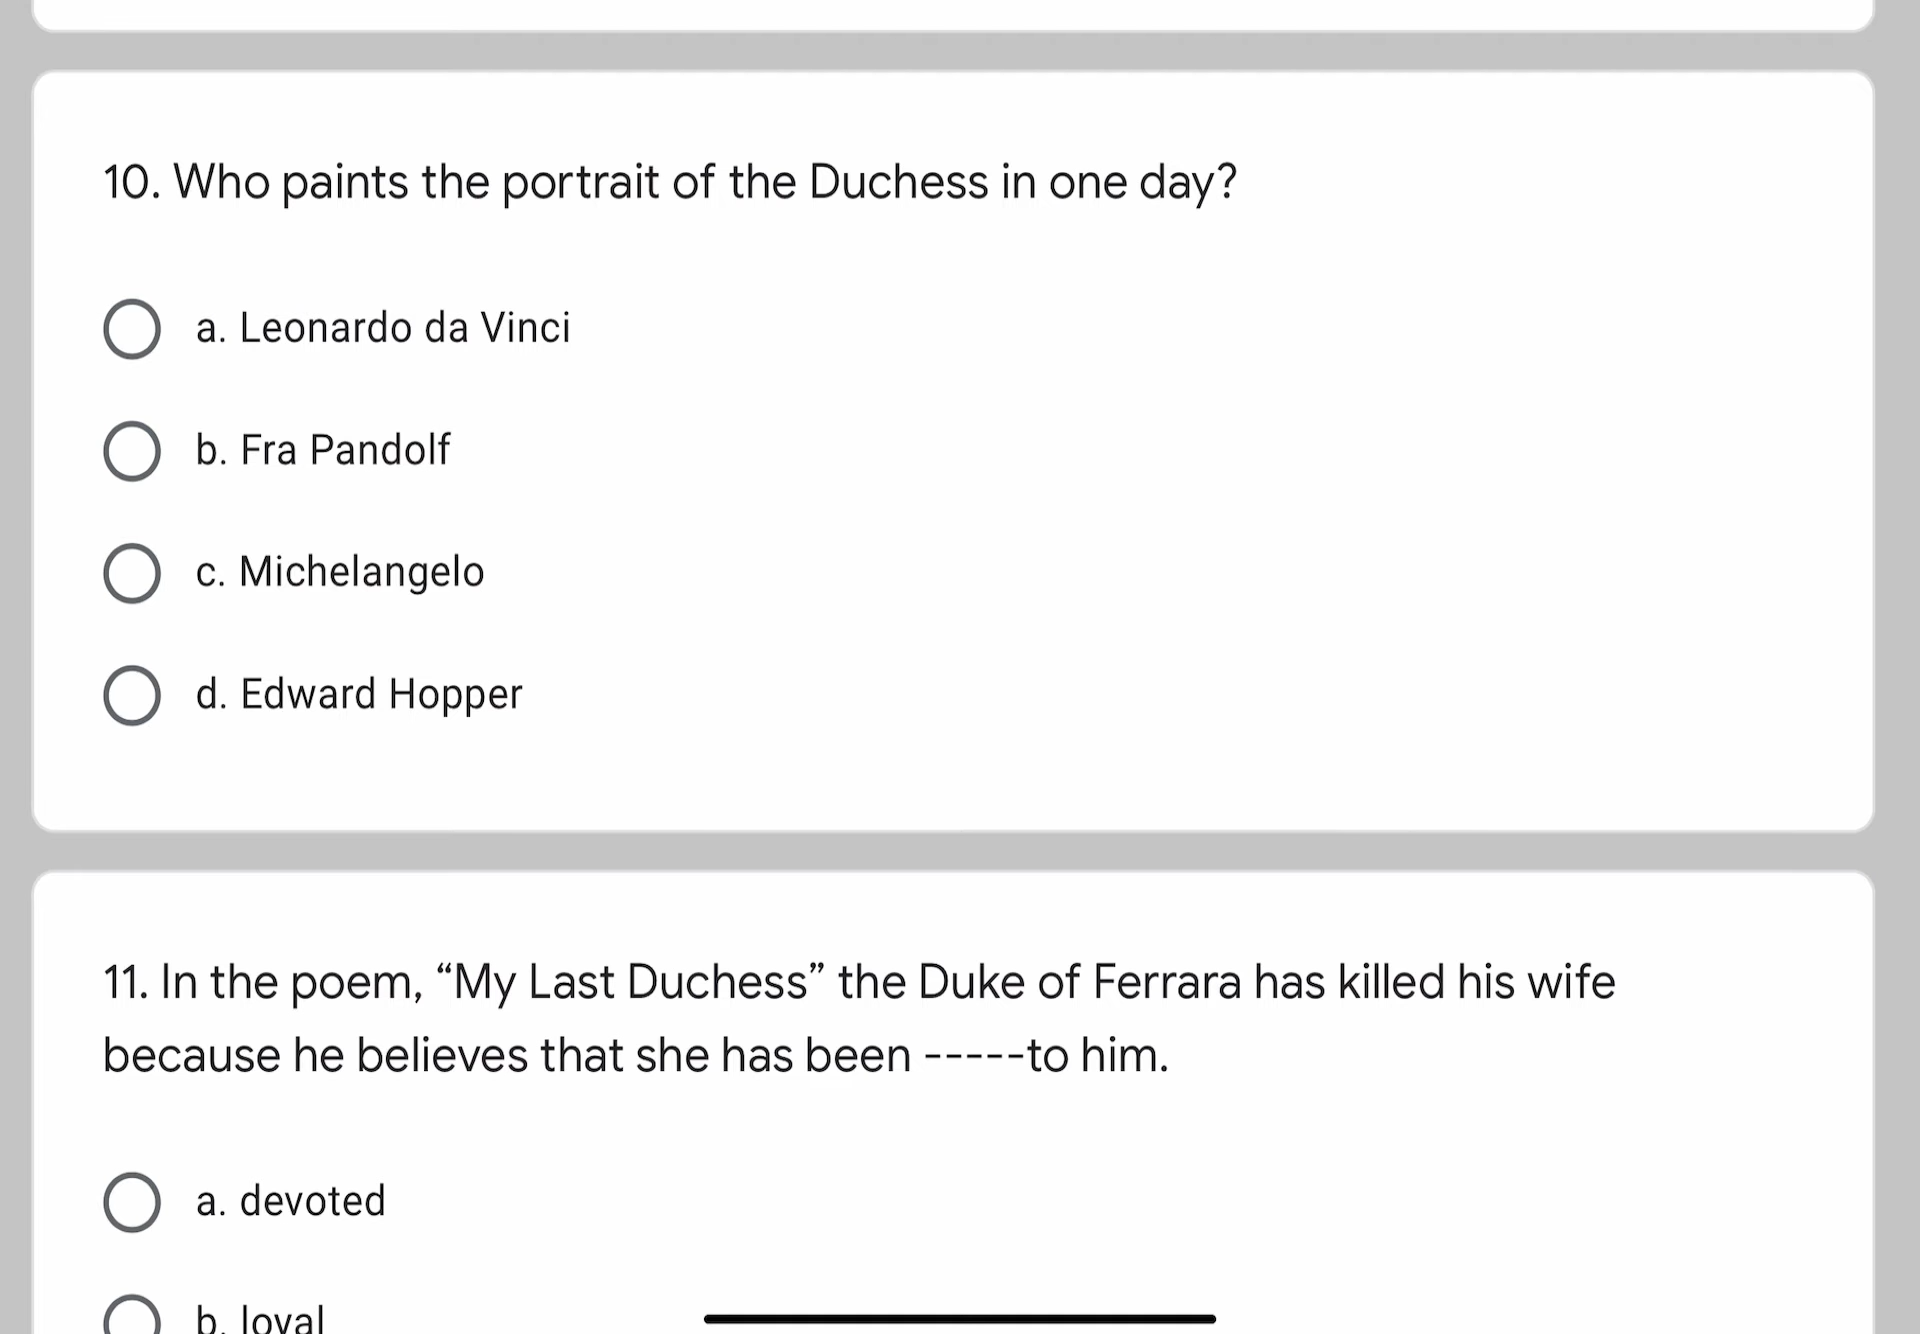 10. Who paints the portrait of the Duchess in one day?
a. Leonardo da Vinci
b. Fra Pandolf
c. Michelangelo
d. Edward Hopper
11. In the poem, “My Last Duchess” the Duke of Ferrara has killed his wife
because he believes that she has been -----to him.
a. devoted
b. loyal